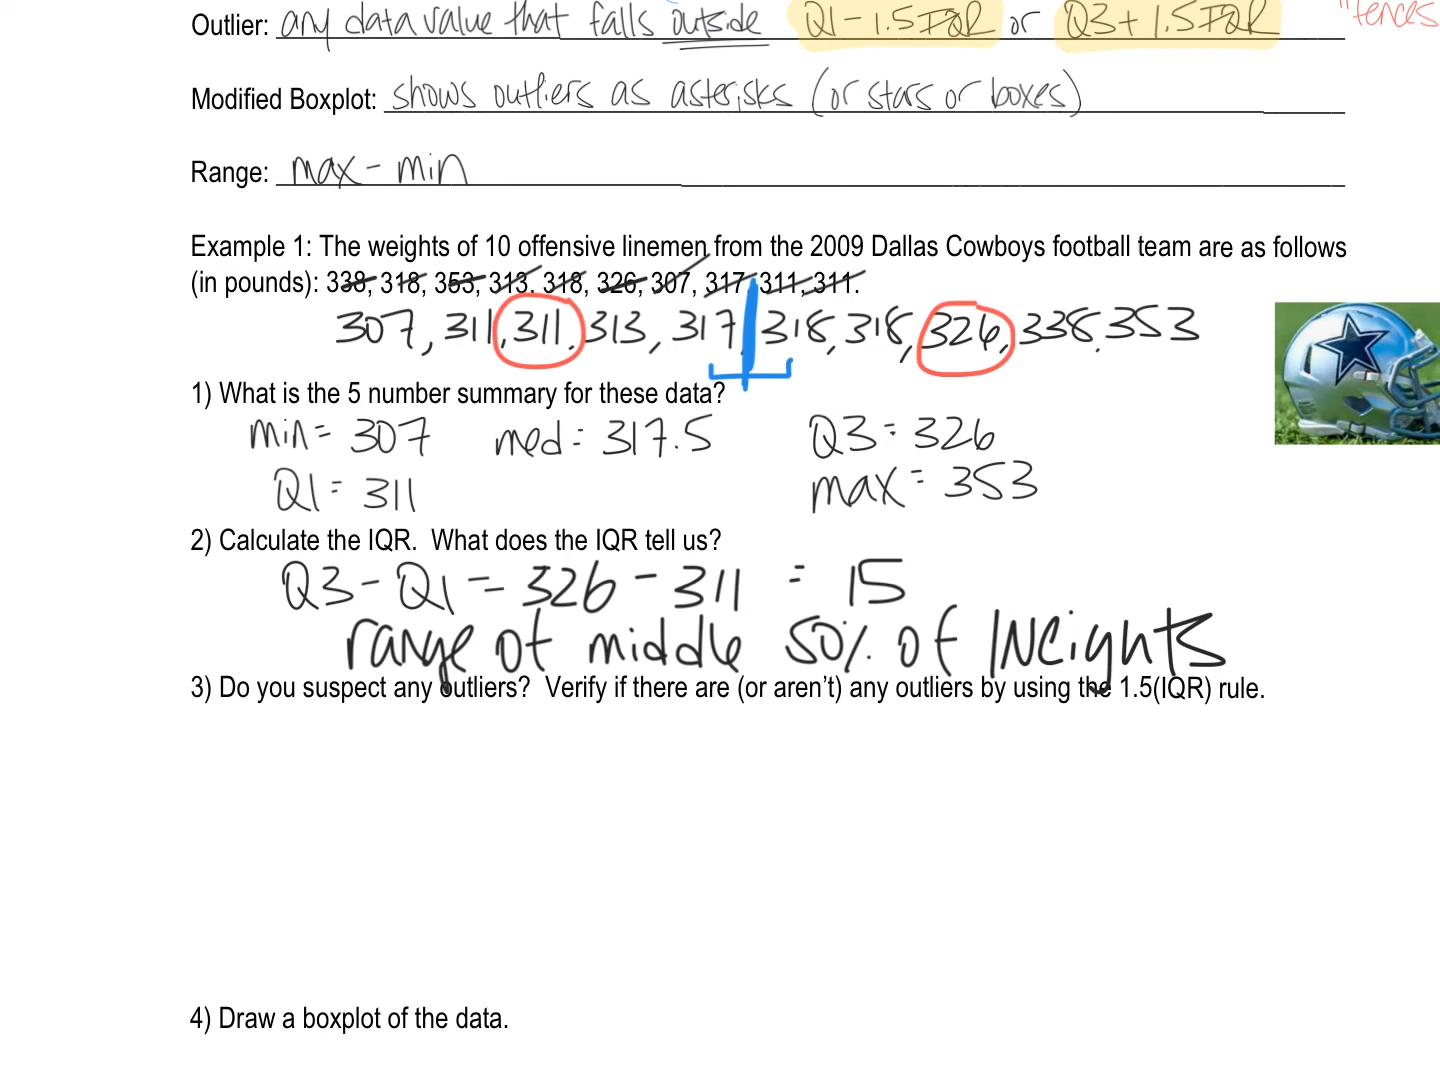 Outlier: any data value that falls outside Q1 - 1.5 IQR or Q3 + 1.5 IQR "fences
Modified Boxplot: shows outliers as asterisks (or stars or boxes)
Range: max - min
Example 1: The weights of 10 offensive linemen from the 2009 Dallas Cowboys football team are as follows
(in pounds): 338, 318, 353, 313, 318, 326, 307, 317, 311, 311.
307, 311, 311, 313, 317, 318, 318, 326, 338, 353
1) What is the 5 number summary for these data?
min = 307 med = 317.5 Q3 = 326
Q1 = 311 max = 353
2) Calculate the IQR. What does the IQR tell us?
Q3 - Q1 = 326 - 311 = 15
range of middle 50% of weights
3) Do you suspect any outliers? Verify if there are (or aren't) any outliers by using the 1.5(IQR) rule.
4) Draw a boxplot of the data.